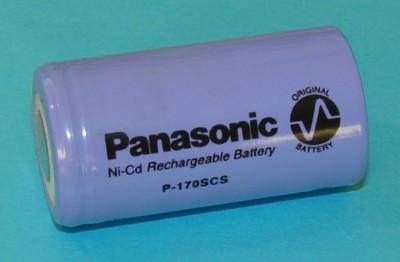 Panasonic
Ni-Cd Rechargeable Battery
P-170SCS
ORIGINAL
BATTERY